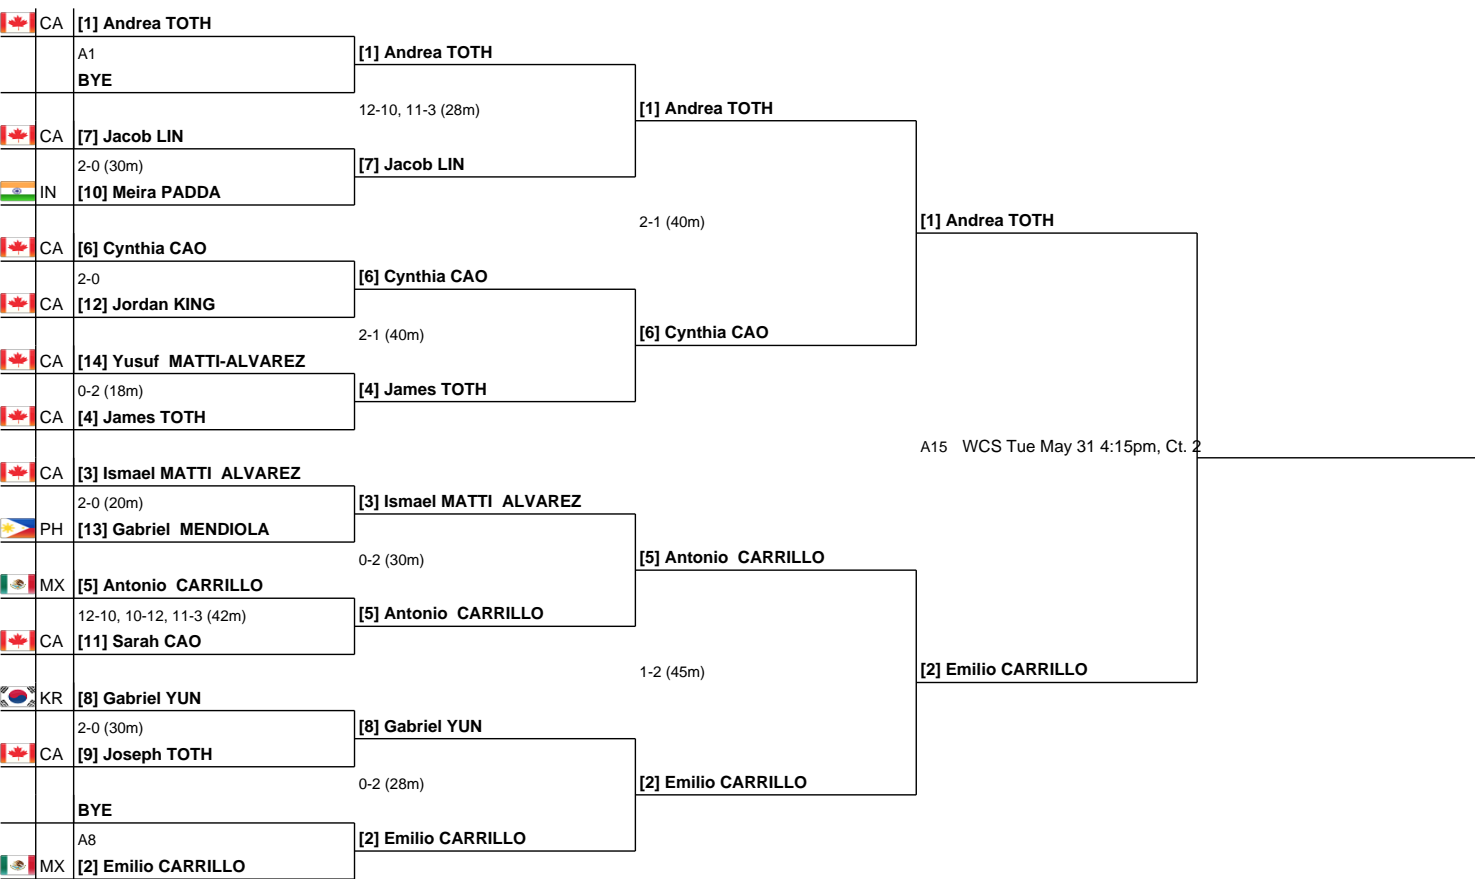 CA [1] Andrea TOTH
A1
BYE
[1] Andrea TOTH
12-10, 11-3 (28m)
[1] Andrea TOTH
CA [7] Jacob LIN
2-0 (30m)
[7] Jacob LIN
IN [10] Meira PADDA
2-1 (40m)
[1] Andrea TOTH
CA [6] Cynthia CAO
2-0
[6] Cynthia CAO
CA [12] Jordan KING
2-1 (40m)
[6] Cynthia CAO
CA [14] Yusuf MATTI-ALVAREZ
0-2 (18m)
[4] James TOTH
CA [4] James TOTH
A15 WCS Tue May 31 4:15pm, Ct. 2
CA [3] Ismael MATTI ALVAREZ
2-0 (20m)
[3] Ismael MATTI ALVAREZ
PH [13] Gabriel MENDIOLA
0-2 (30m)
[5] Antonio CARRILLO
MX [5] Antonio CARRILLO
12-10, 10-12, 11-3 (42m)
[5] Antonio CARRILLO
CA [11] Sarah CAO
1-2 (45m)
[2] Emilio CARRILLO
KR [8] Gabriel YUN
2-0 (30m)
[8] Gabriel YUN
CA [9] Joseph TOTH
0-2 (28m)
[2] Emilio CARRILLO
BYE
A8
[2] Emilio CARRILLO
MX [2] Emilio CARRILLO